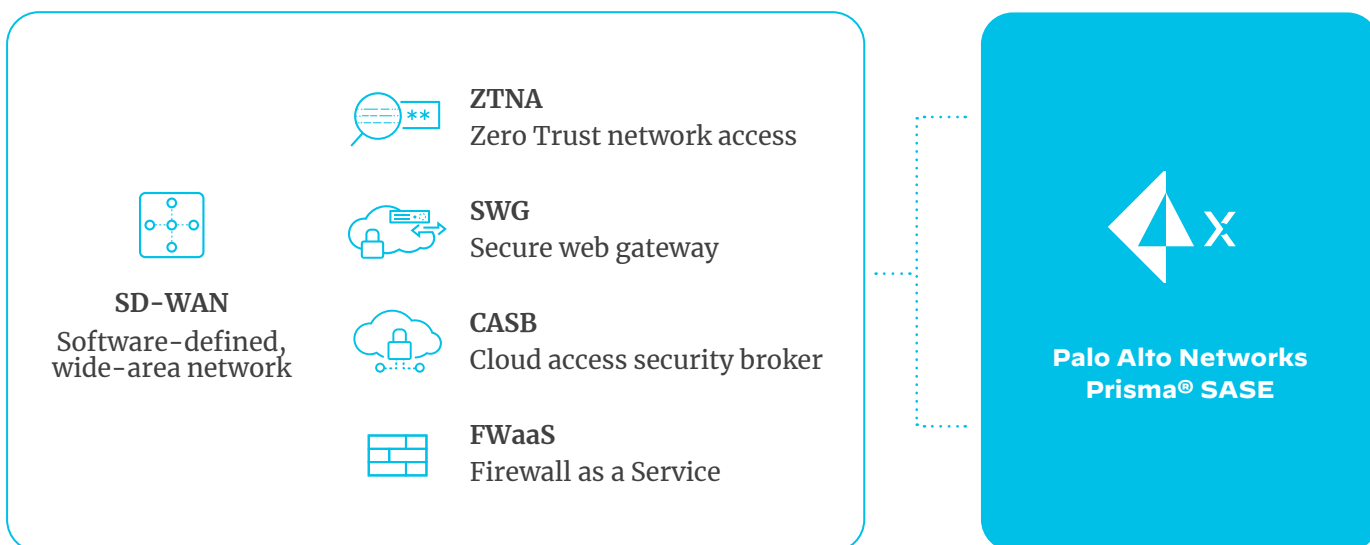 SD-WAN
Software-defined,
wide-area network
ZTNA
Zero Trust network access
SWG
Secure web gateway
CASB
Cloud access security broker
FWaaS
Firewall as a Service
Palo Alto Networks
Prisma® SASE